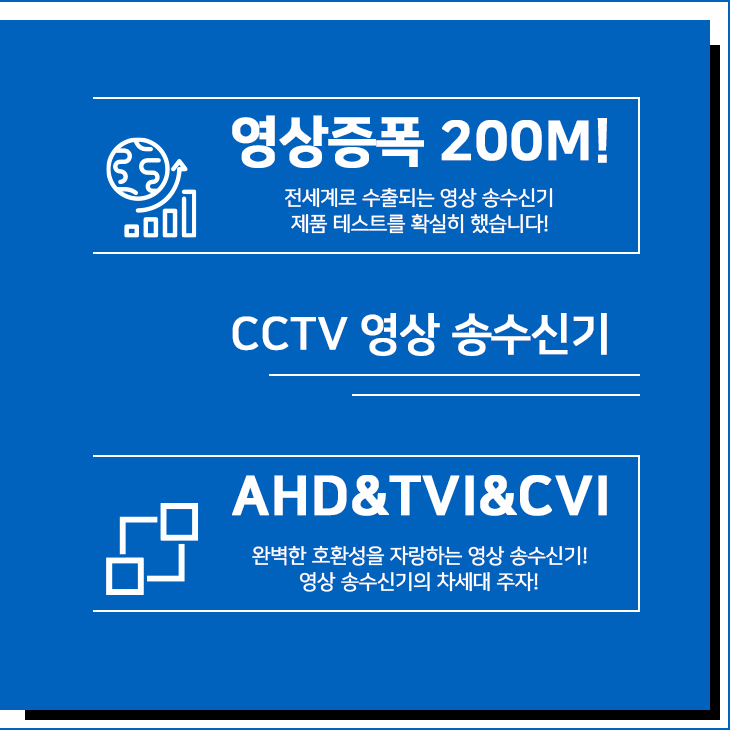 영상증폭 200M!
전세계로 수출되는 영상 송수신기
제품 테스트를 확실히 했습니다!
CCTV 영상 송수신기
AHD&TVI&CVI
완벽한 호환성을 자랑하는 영상 송수신기!
영상 송수신기의 차세대 주자!